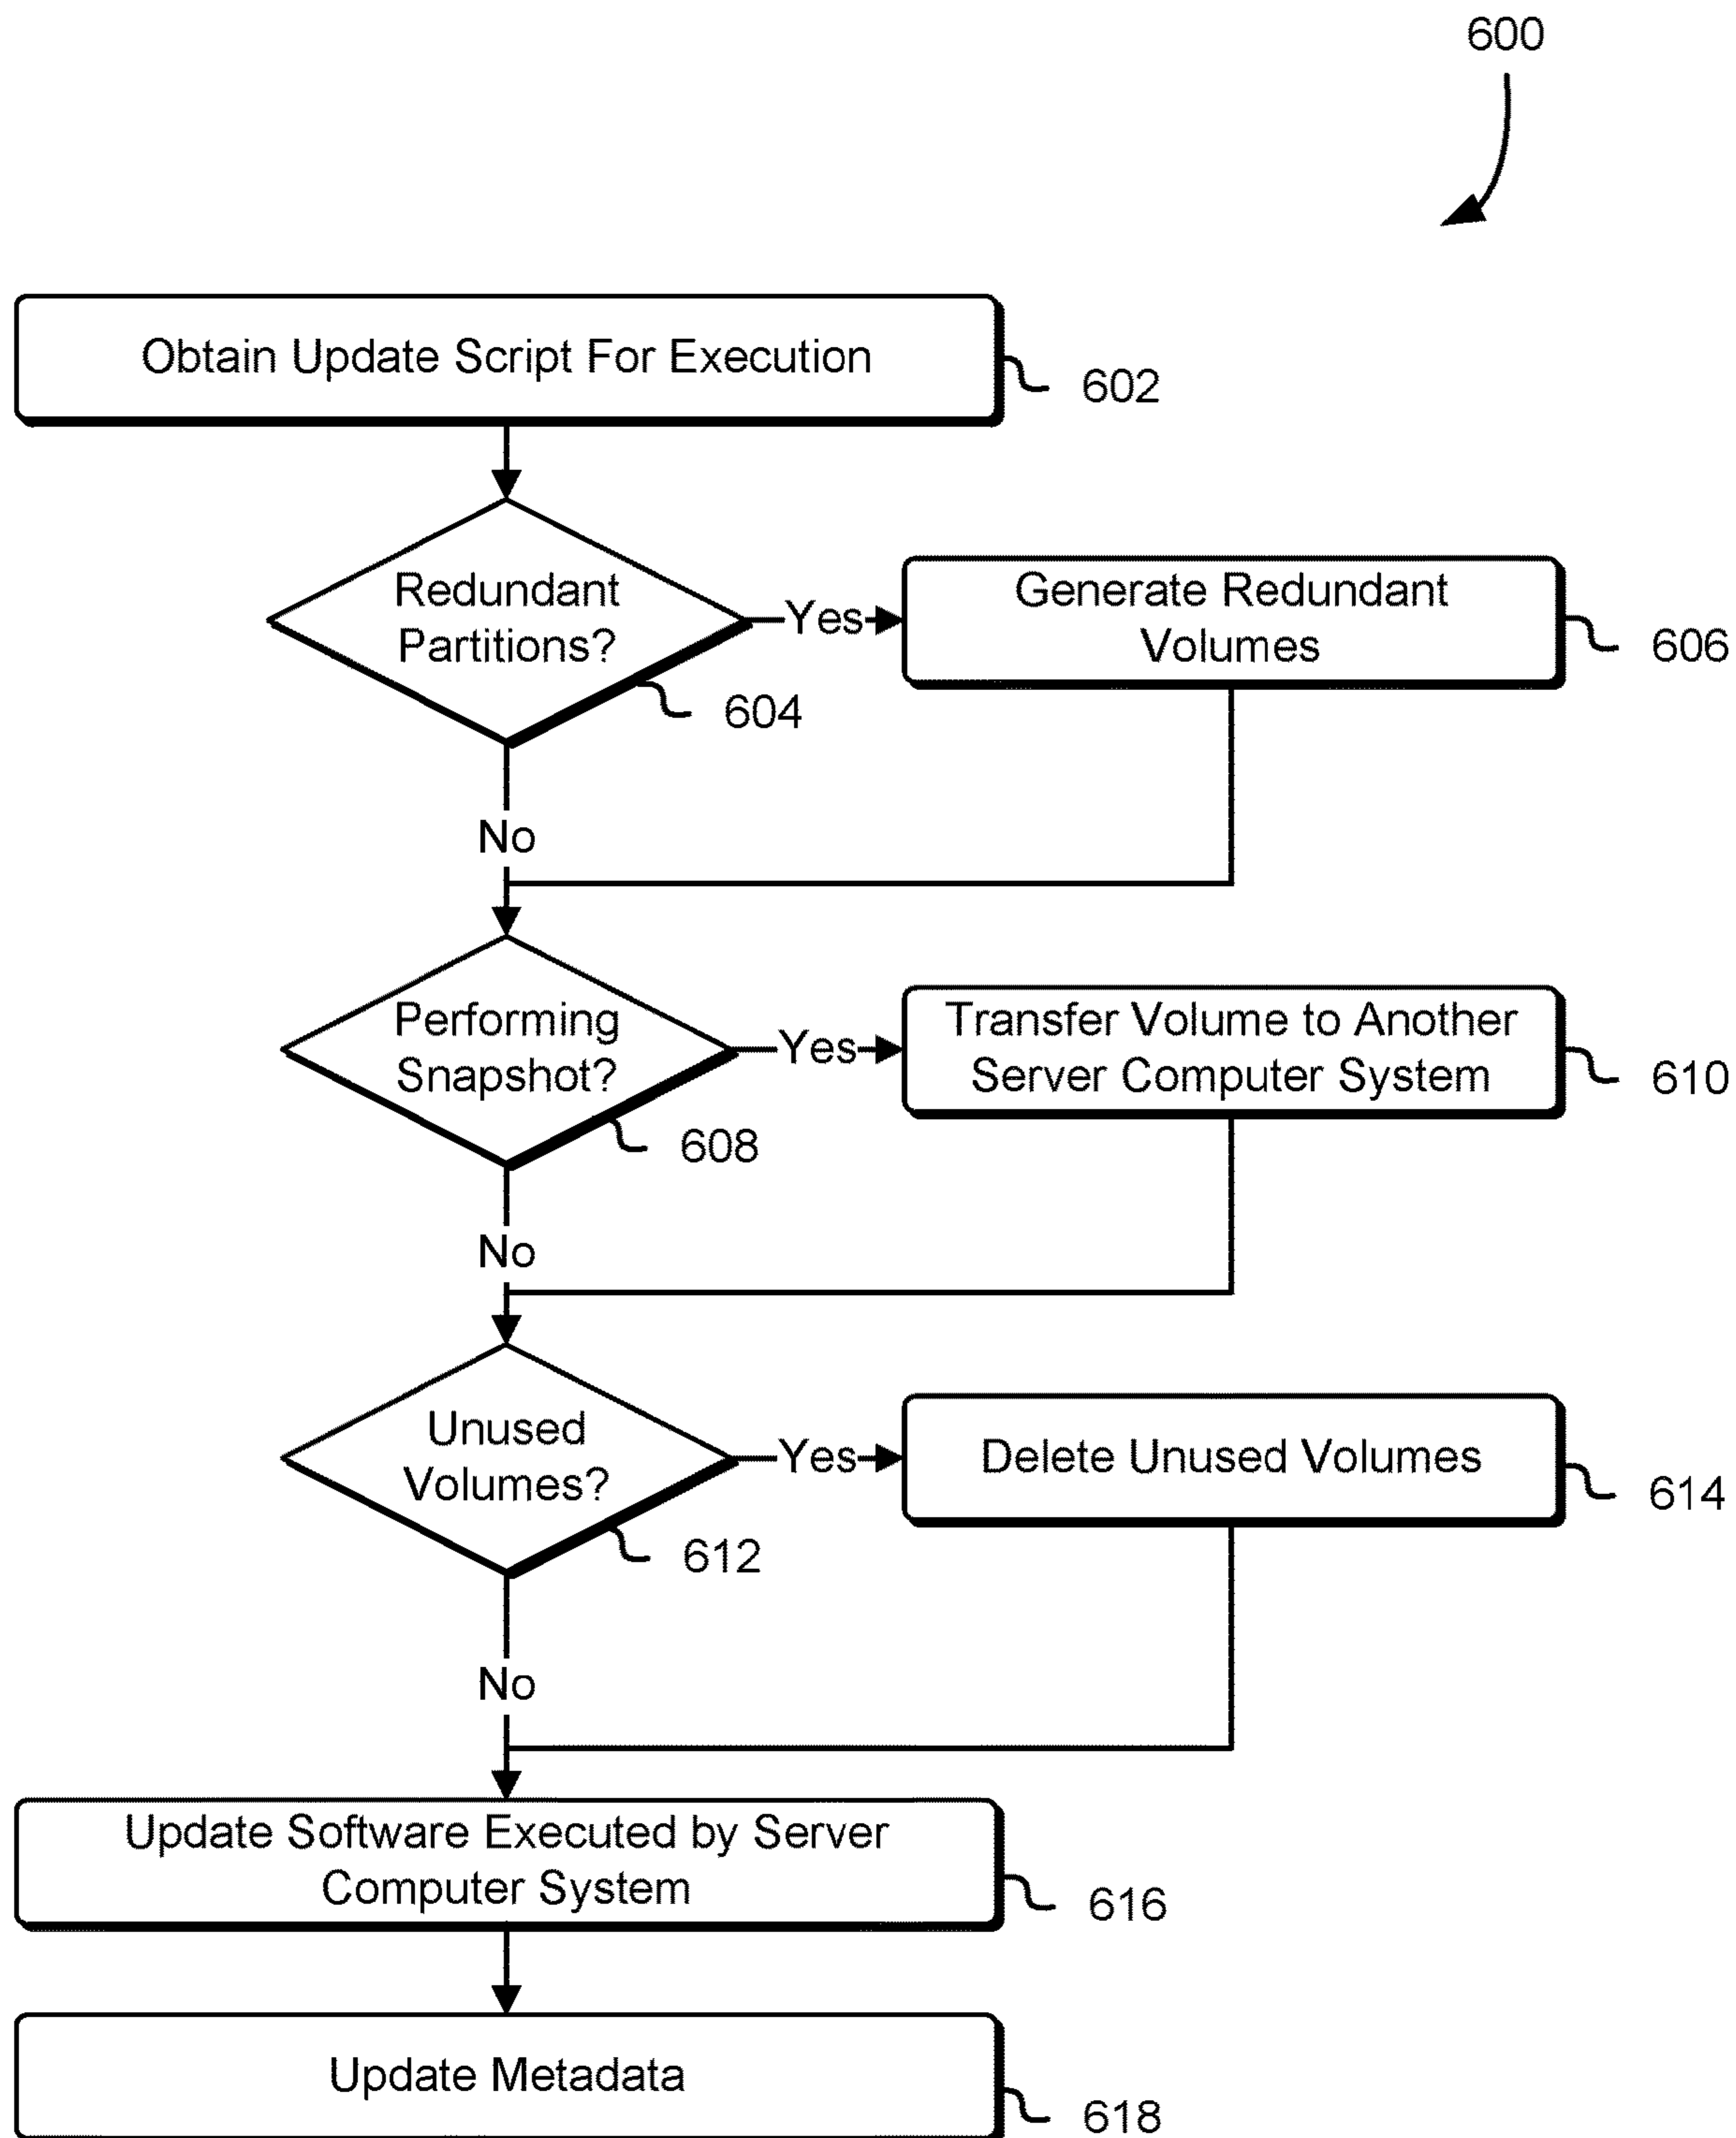 600
Obtain Update Script For Execution
602
Redundant
Partitions?
Yes
Generate Redundant
Volumes
606
604
No
Performing
Snapshot?
Yes
Transfer Volume to Another
Server Computer System
610
608
No
Unused
Volumes?
Yes
Delete Unused Volumes
614
612
No
Update Software Executed by Server
Computer System
616
Update Metadata
618